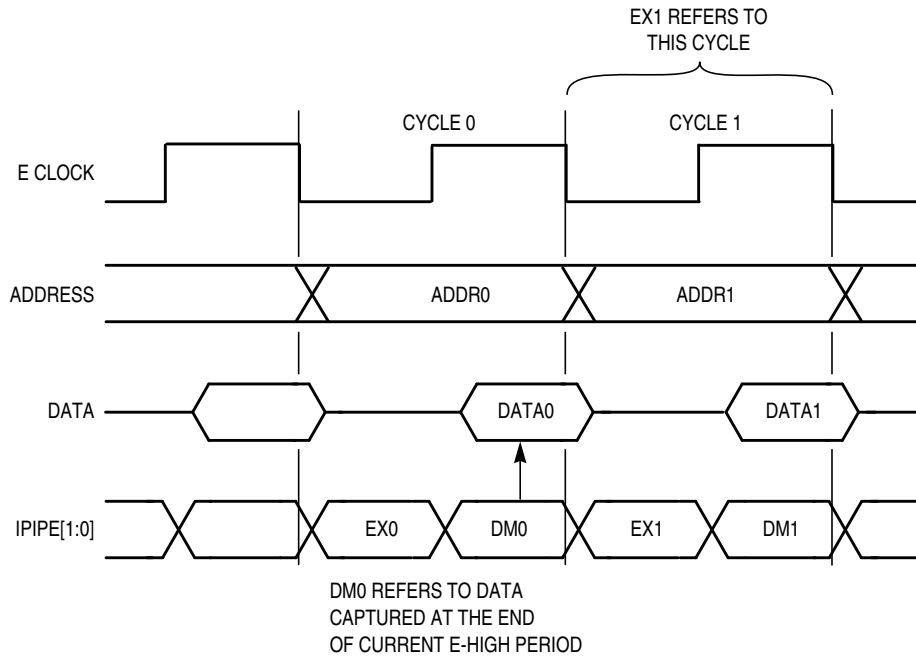 EX1 REFERS TO
THIS CYCLE
CYCLE 0
CYCLE 1
E CLOCK
ADDRESS
ADDR0
ADDR1
DATA
DATA0
DATA1
IPIPE[1:0]
EX0
DM0
EX1
DM1
DM0 REFERS TO DATA
CAPTURED AT THE END
OF CURRENT E-HIGH PERIOD